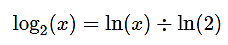 log₂(x) = ln(x) ÷ ln(2)